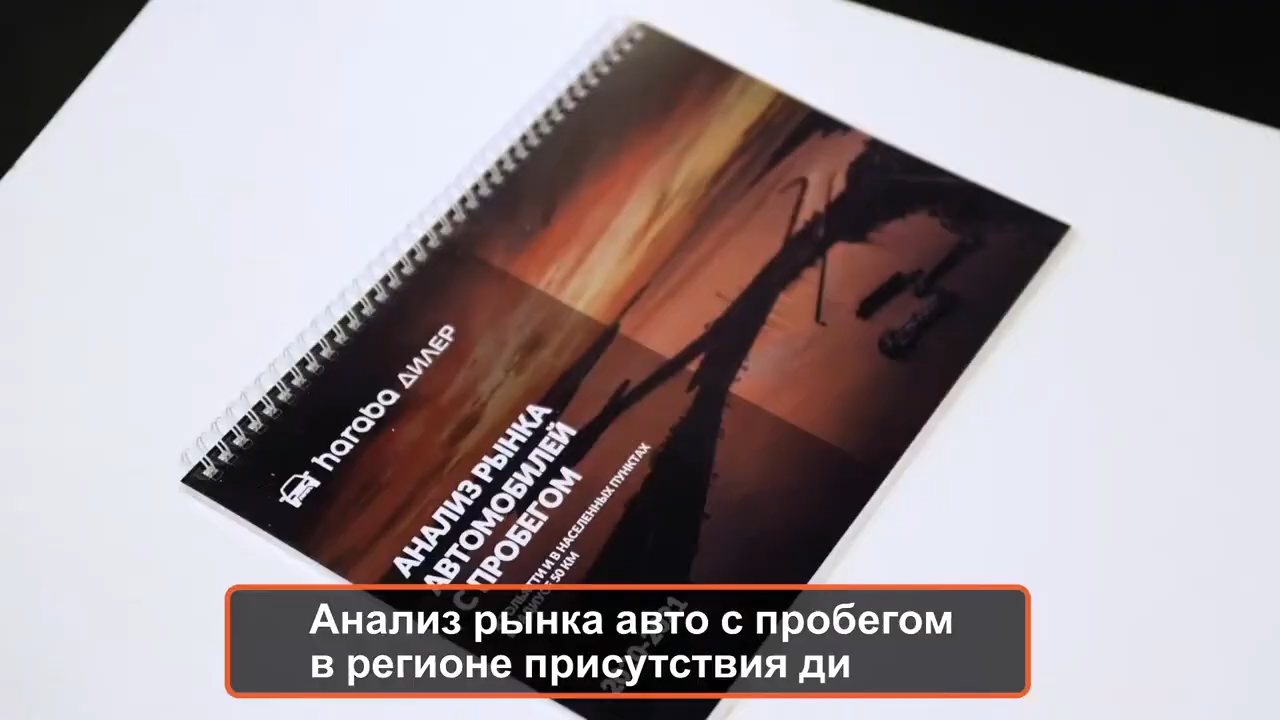 haraba ДИЛЕР
АНАЛИЗ РЫНКА
АВТОМОБИЛЕЙ
С ПРОБЕГОМ
И В НАСЕЛЕННЫХ ПУНКТАХ
50 КМ
Анализ рынка авто с пробегом
в регионе присутствия ди